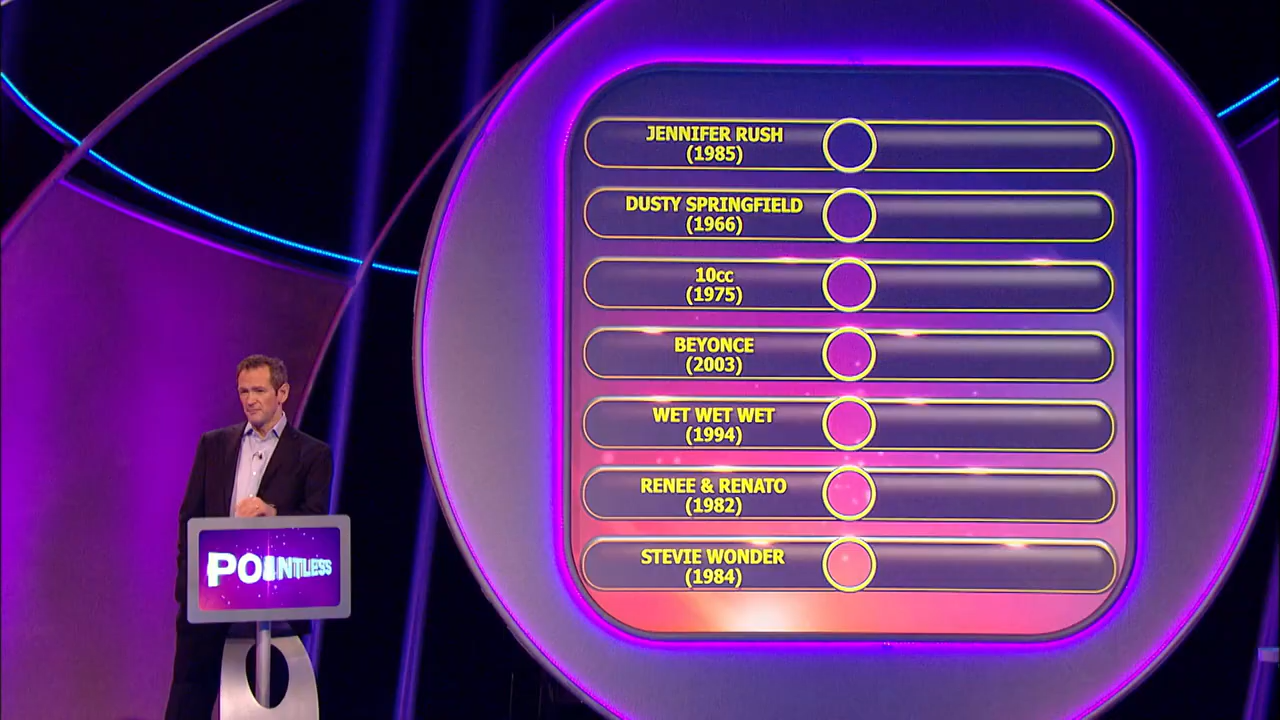 JENNIFER RUSH
(1985)
DUSTY SPRINGFIELD
(1966)
10cc
(1975)
BEYONCE
(2003)
WET WET WET
(1994)
RENEE & RENATO
(1982)
STEVIE WONDER
(1984)
POINTLESS